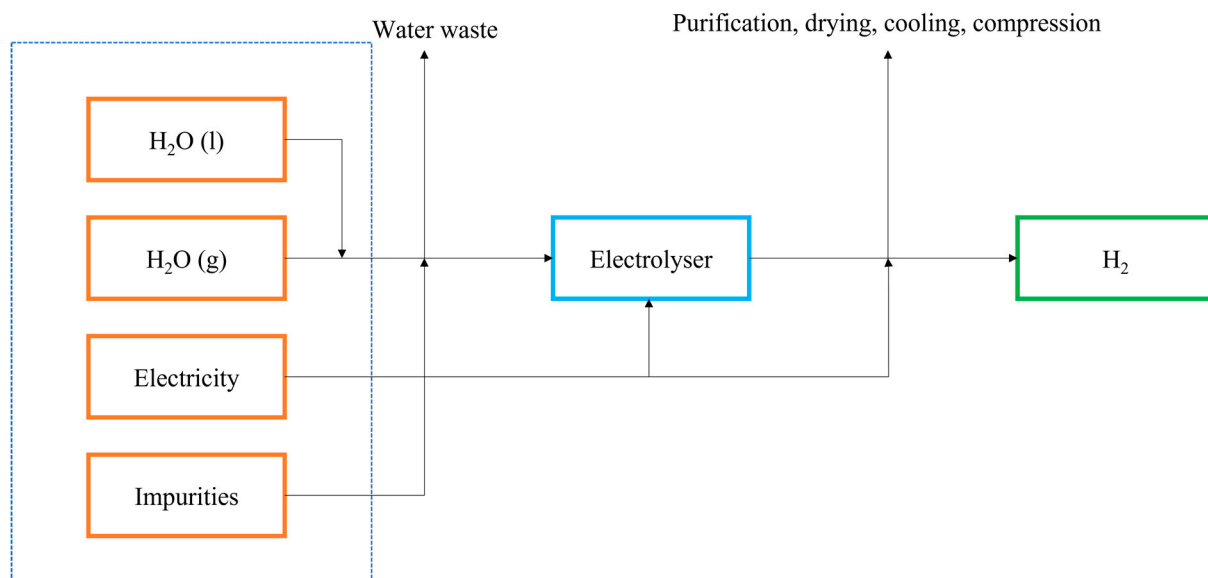 Water waste
Purification, drying, cooling, compression
H₂O (l)
H₂O (g)
Electrolyser
H₂
Electricity
Impurities